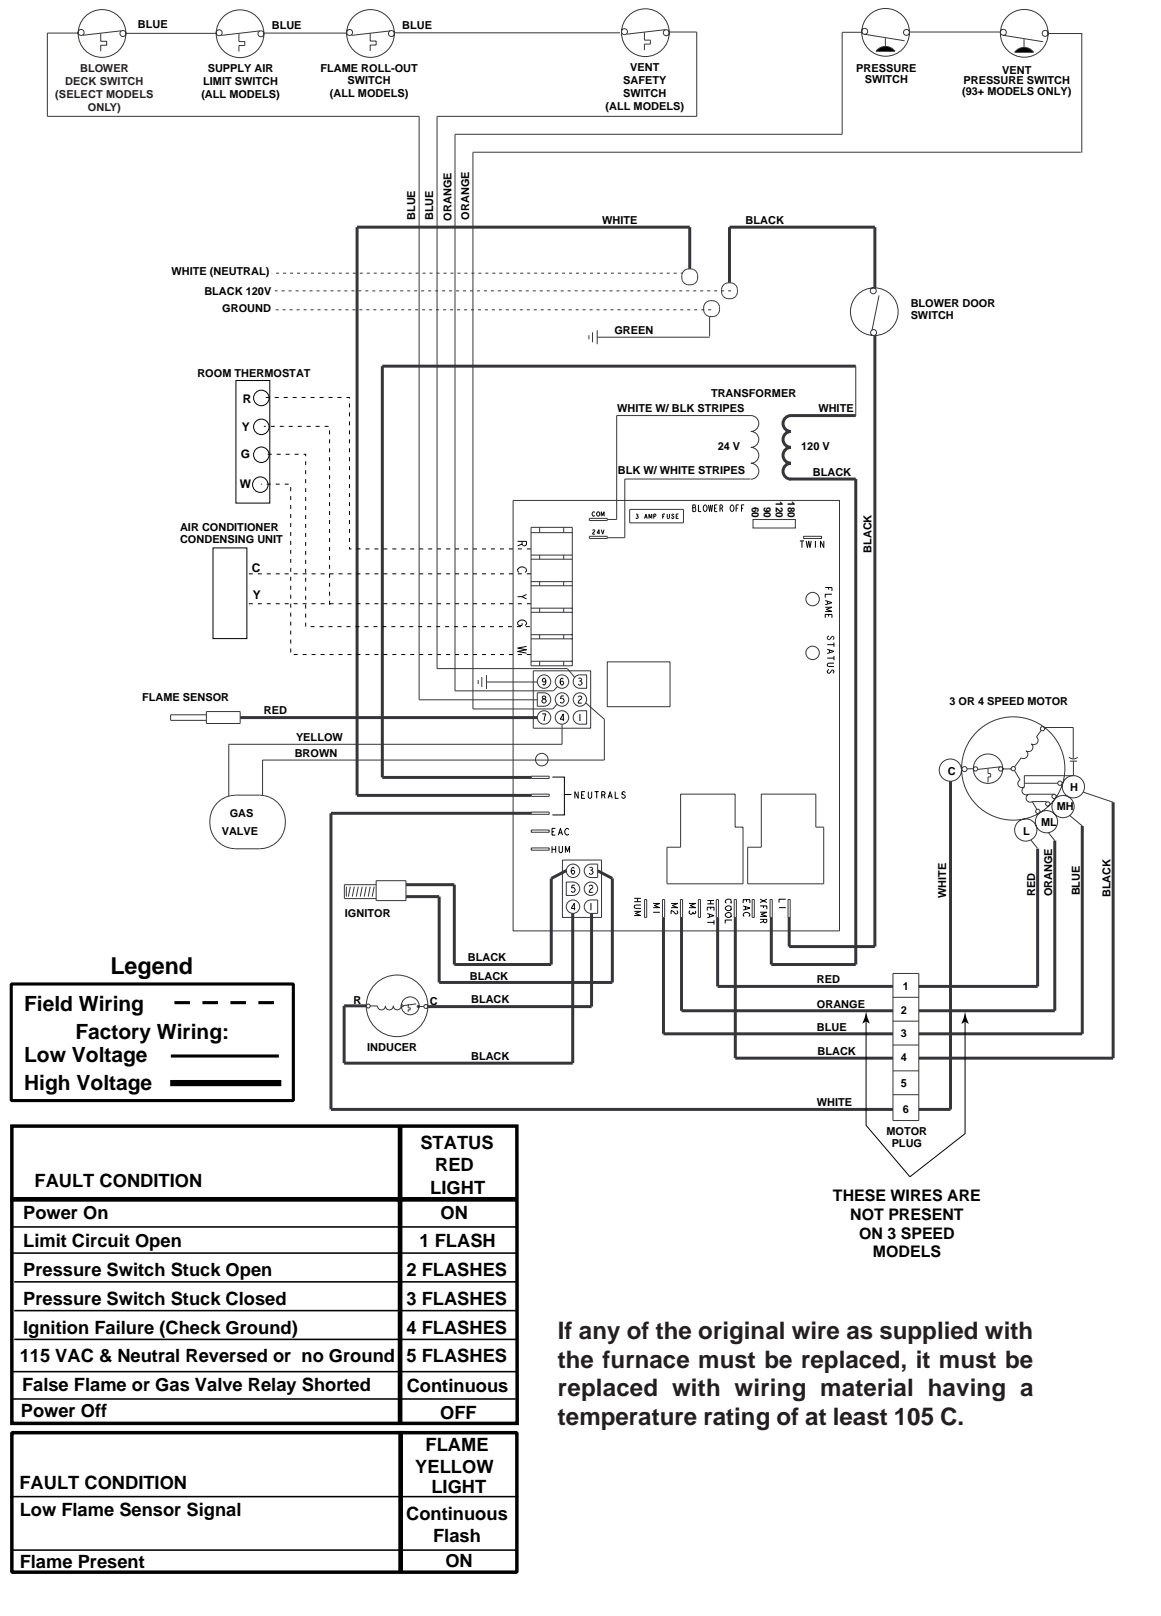 BLUE
BLUE
BLUE
BLOWER
DECK SWITCH
(SELECT MODELS
ONLY)
SUPPLY AIR
LIMIT SWITCH
(ALL MODELS)
FLAME ROLL-OUT
SWITCH
(ALL MODELS)
VENT
SAFETY
SWITCH
(ALL MODELS)
PRESSURE
SWITCH
VENT
PRESSURE SWITCH
(93+ MODELS ONLY)
BLUE
BLUE
ORANGE
ORANGE
WHITE
BLACK
WHITE (NEUTRAL)
BLACK 120V
GROUND
GREEN
BLOWER DOOR
SWITCH
ROOM THERMOSTAT
R
Y
G
W
TRANSFORMER
WHITE W/ BLK STRIPES
WHITE
24 V
120 V
BLK W/ WHITE STRIPES
BLACK
BLACK
AIR CONDITIONER
CONDENSING UNIT
C
Y
COM
24V
3 AMP FUSE
BLOWER OFF
60
90
120
180
TWIN
R
C
Y
G
W
FLAME
STATUS
9 6 3
8 5 2
7 4 1
FLAME SENSOR
RED
YELLOW
BROWN
GAS
VALVE
NEUTRALS
EAC
HUM
6 3
5 2
4 1
IGNITOR
HUM
M1
M2
M3
HEAT
COOL
EAC
XFMR
L1
3 OR 4 SPEED MOTOR
C
H
MH
ML
L
WHITE
RED
ORANGE
BLUE
BLACK
BLACK
BLACK
BLACK
BLACK
R
C
INDUCER
RED
ORANGE
BLUE
BLACK
WHITE
1
2
3
4
5
6
MOTOR
PLUG
THESE WIRES ARE
NOT PRESENT
ON 3 SPEED
MODELS
Legend
Field Wiring
Factory Wiring:
Low Voltage
High Voltage
FAULT CONDITION
STATUS
RED
LIGHT
Power On ON
Limit Circuit Open 1 FLASH
Pressure Switch Stuck Open 2 FLASHES
Pressure Switch Stuck Closed 3 FLASHES
Ignition Failure (Check Ground) 4 FLASHES
115 VAC & Neutral Reversed or no Ground 5 FLASHES
False Flame or Gas Valve Relay Shorted Continuous
Power Off OFF
FAULT CONDITION
FLAME
YELLOW
LIGHT
Low Flame Sensor Signal Continuous
Flash
Flame Present ON
If any of the original wire as supplied with
the furnace must be replaced, it must be
replaced with wiring material having a
temperature rating of at least 105 C.